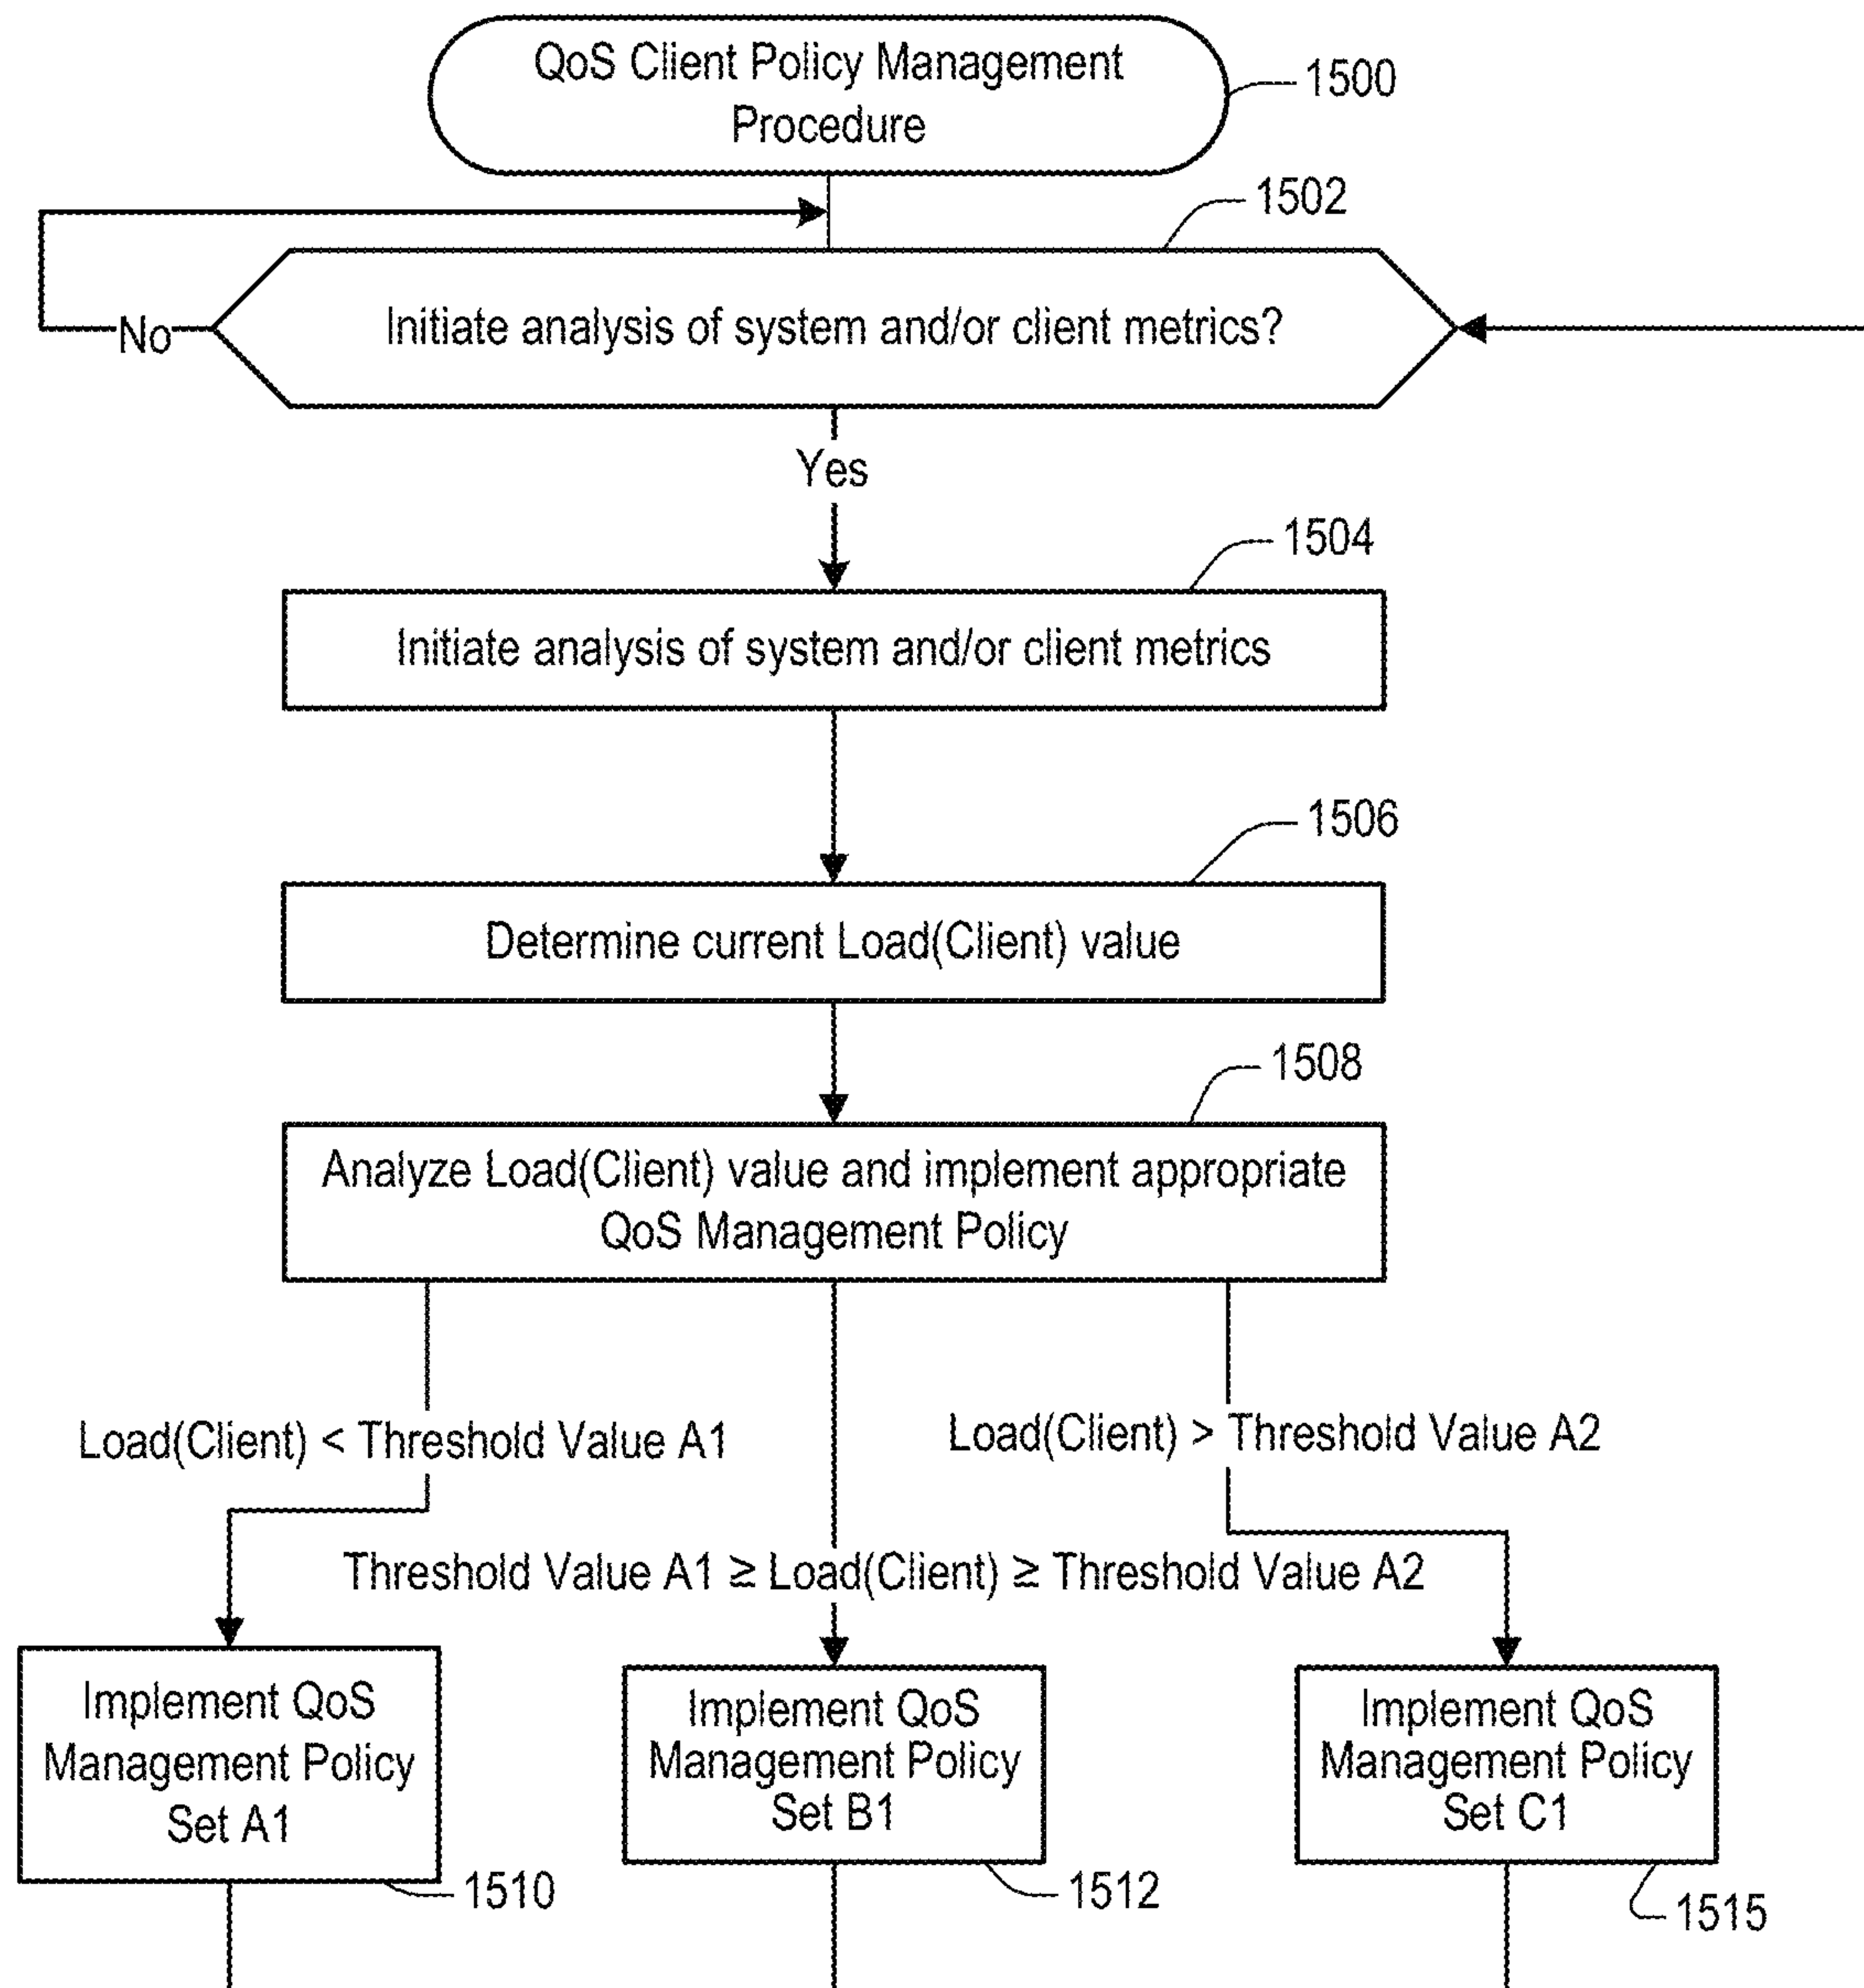 QoS Client Policy Management
Procedure
1500
1502
Initiate analysis of system and/or client metrics?
No
Yes
1504
Initiate analysis of system and/or client metrics
1506
Determine current Load(Client) value
1508
Analyze Load(Client) value and implement appropriate
QoS Management Policy
Load(Client) < Threshold Value A1
Load(Client) > Threshold Value A2
Threshold Value A1 ≥ Load(Client) ≥ Threshold Value A2
Implement QoS
Management Policy
Set A1
1510
Implement QoS
Management Policy
Set B1
1512
Implement QoS
Management Policy
Set C1
1515